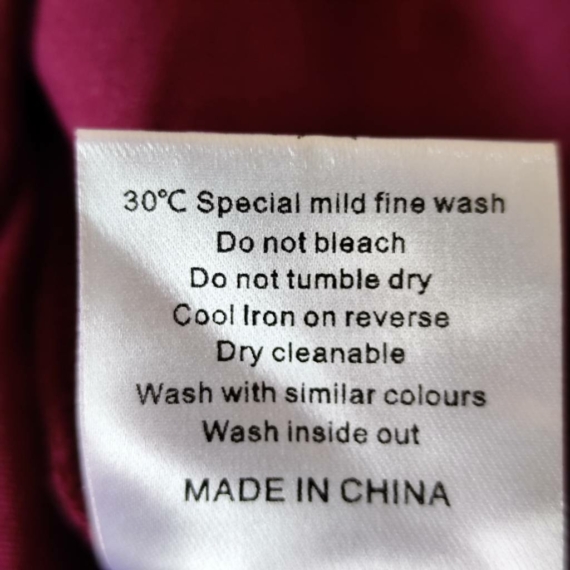 30°C Special mild fine wash
Do not bleach
Do not tumble dry
Cool Iron on reverse
Dry cleanable
Wash with similar colours
Wash inside out
MADE IN CHINA